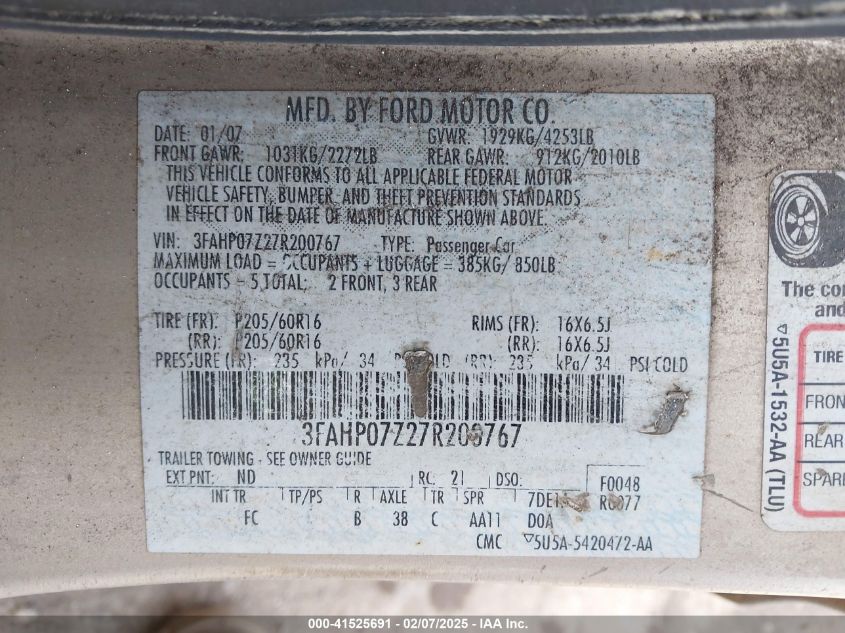 MFD. BY FORD MOTOR CO.
DATE: 01/07 GVWR: 1929KG/4253LB
FRONT GAWR: 1031KG/2272LB REAR GAWR: 912KG/2010LB
THIS VEHICLE CONFORMS TO ALL APPLICABLE FEDERAL MOTOR
VEHICLE SAFETY, BUMPER, AND THEFT PREVENTION STANDARDS
IN EFFECT ON THE DATE OF MANUFACTURE SHOWN ABOVE.
VIN: 3FAHP07Z27R200767 TYPE: Passenger Car
MAXIMUM LOAD = OCCUPANTS + LUGGAGE = 385KG/ 850LB
OCCUPANTS - 5 TOTAL; 2 FRONT, 3 REAR
TIRE (FR): P205/60R16 RIMS (FR): 16X6.5J
(RR): P205/60R16 (RR): 16X6.5J
PRESSURE (FR): 235 kPa/ 34 (RR): 235 kPa/ 34 PSI COLD
3FAHP07Z27R200767
TRAILER TOWING - SEE OWNER GUIDE
EXT PNT: ND RC: 21 DSO: F0048
INT TR TP/PS R AXLE TR SPR
FC B 38 C AA11 DOA
CMC ▽5U5A-5420472-AA
The
and
TIRE
FRON
REAR
SPARE
▽5U5A-1532-AA (TLU)
000-41525691 - 02/07/2025 - IAA Inc.